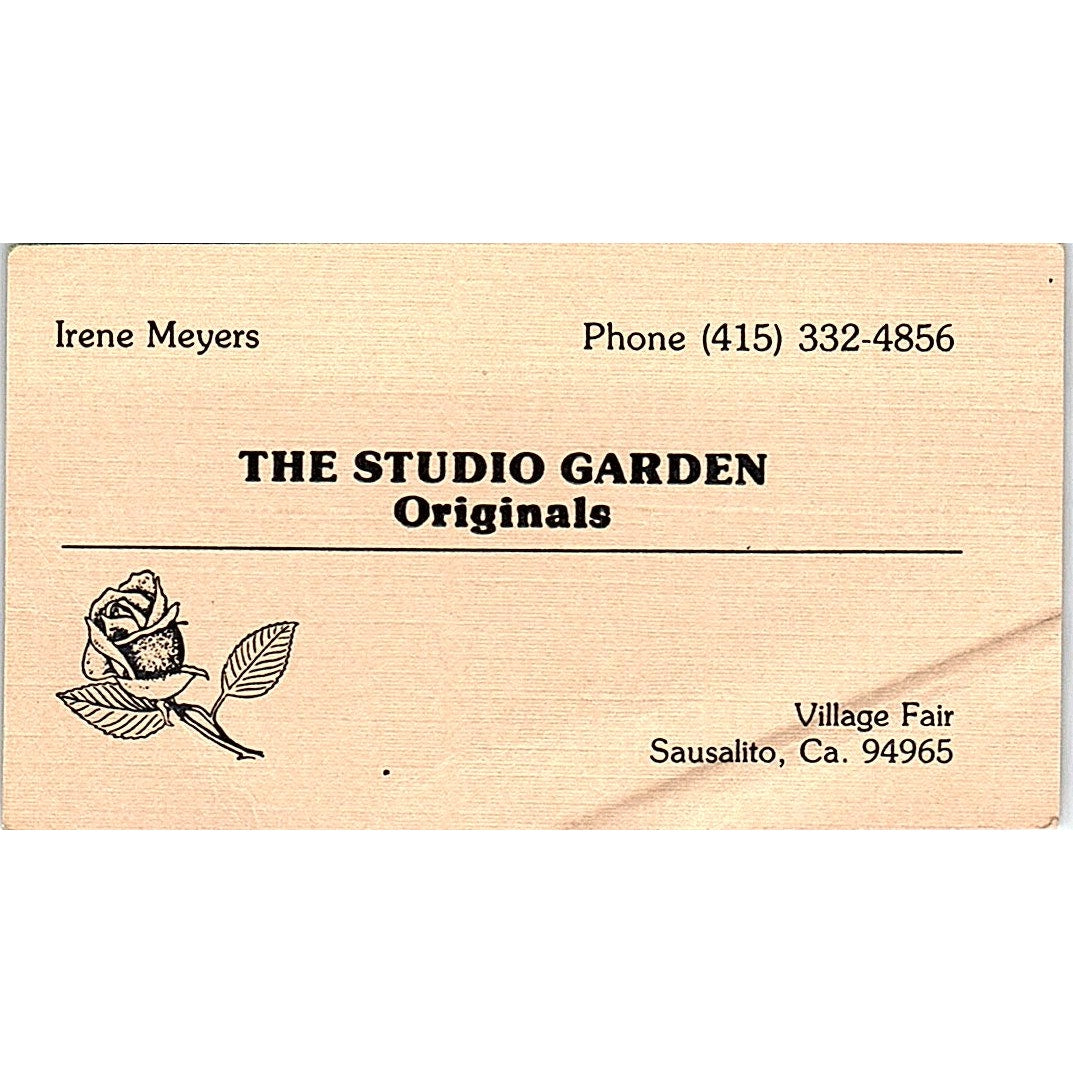 Irene Meyers
Phone (415) 332-4856
THE STUDIO GARDEN
Originals
Village Fair
Sausalito, Ca. 94965